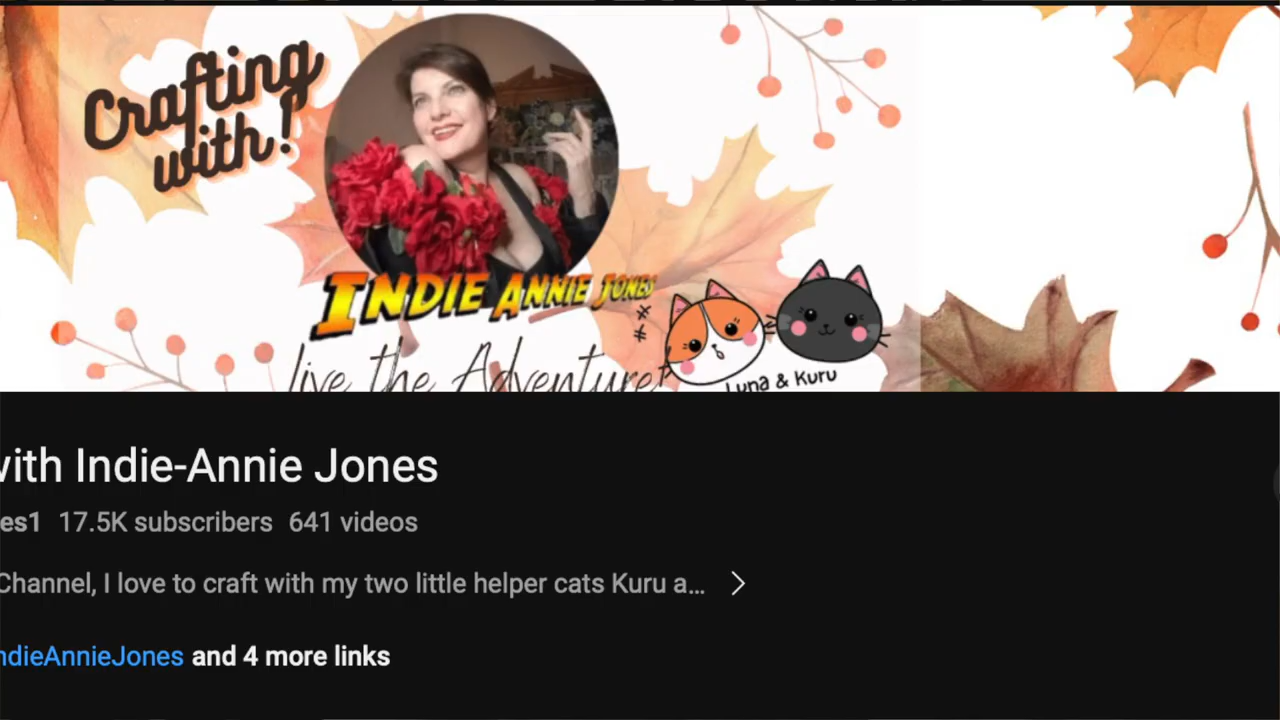 Crafting
with!
INDIE ANNIE JONES
live the Adventure!
Luna & Kuru
with Indie-Annie Jones
es1 17.5K subscribers 641 videos
Channel, I love to craft with my two little helper cats Kuru a...
ndieAnnieJones and 4 more links